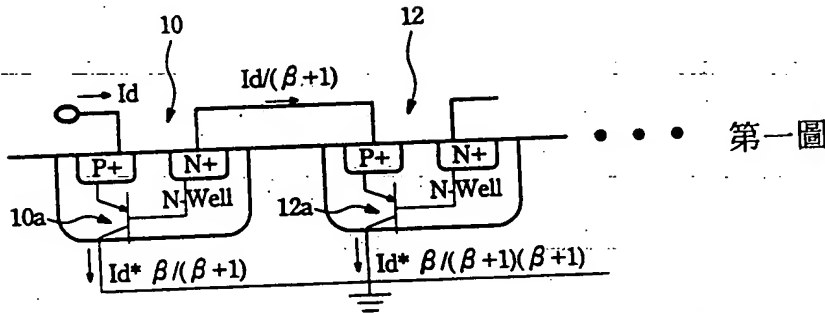 10
12
Id
Id/(β+1)
P+
N+
P+
N+
第一圖
N-Well
N-Well
10a
12a
Id* β/(β+1)
Id* β/(β+1)(β+1)